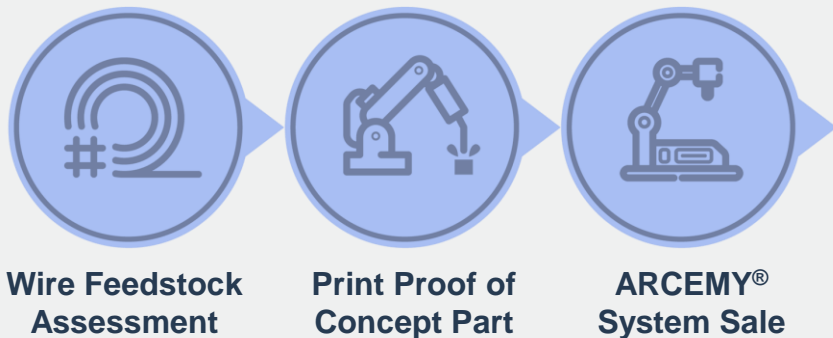 Wire Feedstock
Assessment
Print Proof of
Concept Part
ARCEMY®
System Sale